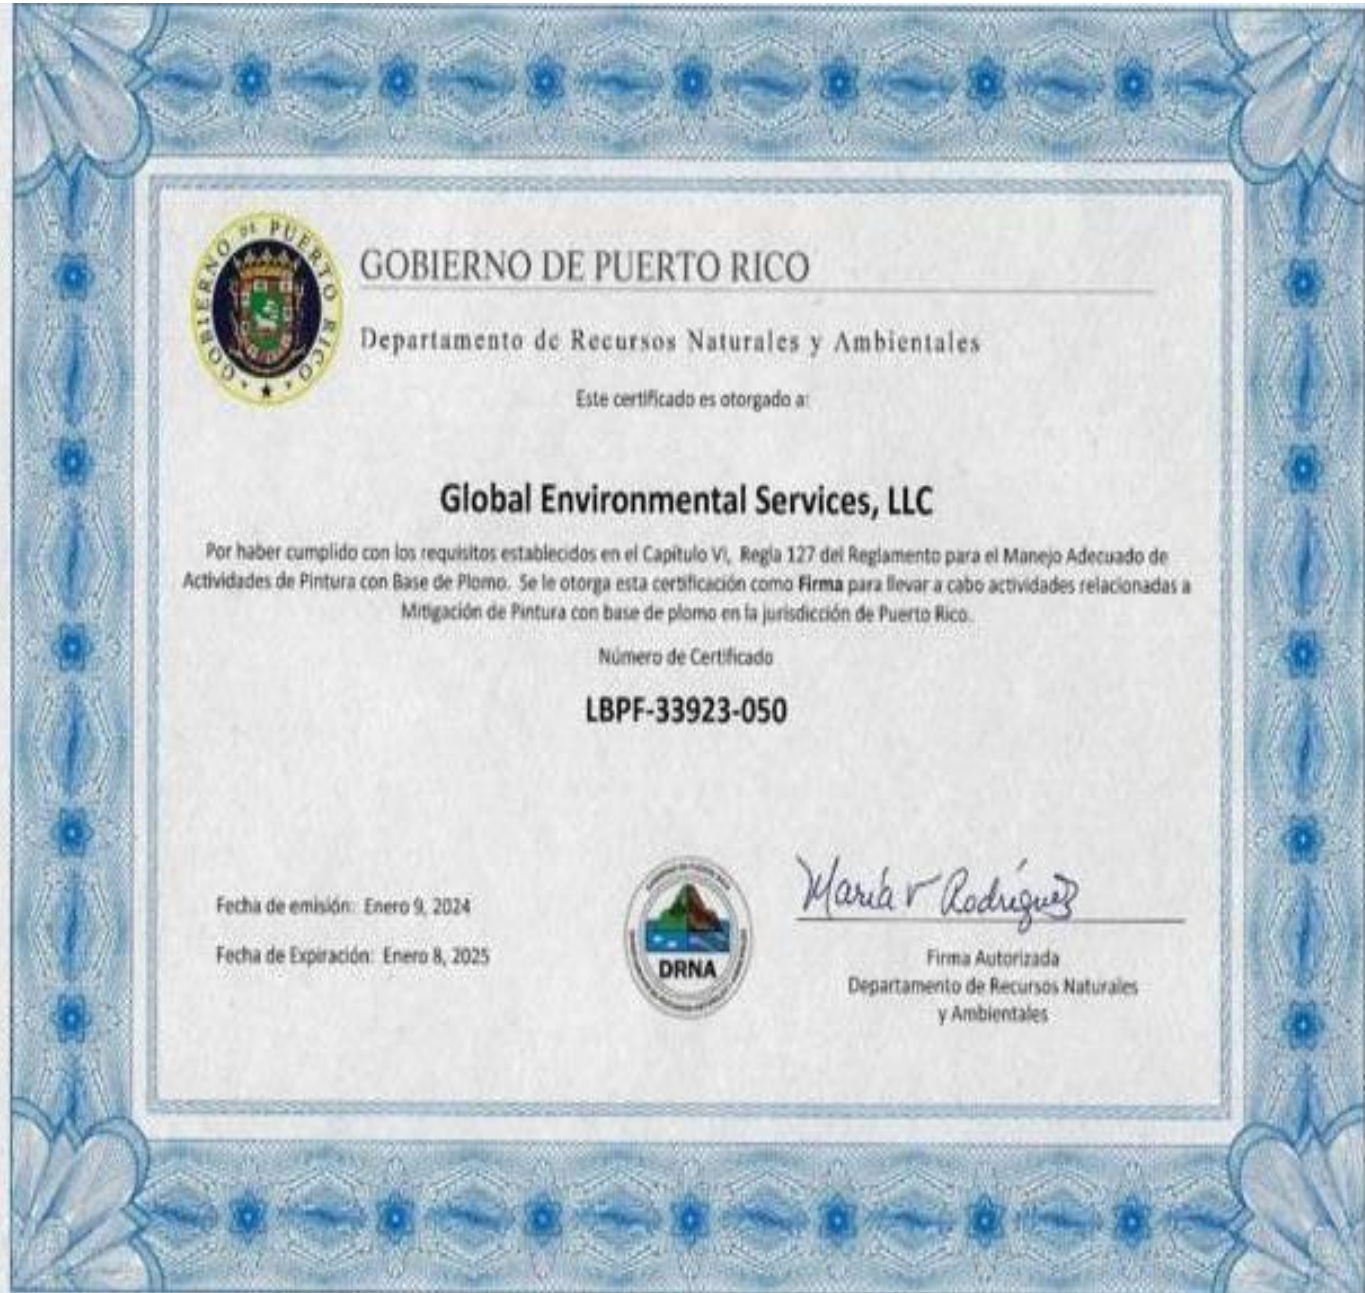 GOBIERNO DE PUERTO RICO
GOBIERNO DE PUERTO RICO
Departamento de Recursos Naturales y Ambientales
Este certificado es otorgado a:
Global Environmental Services, LLC
Por haber cumplido con los requisitos establecidos en el Capítulo VI, Regla 127 del Reglamento para el Manejo Adecuado de
Actividades de Pintura con Base de Plomo. Se le otorga esta certificación como Firma para llevar a cabo actividades relacionadas a
Mitigación de Pintura con base de plomo en la jurisdicción de Puerto Rico.
Número de Certificado
LBPF-33923-050
Fecha de emisión: Enero 9, 2024
Fecha de Expiración: Enero 8, 2025
DRNA
María V Rodríguez
Firma Autorizada
Departamento de Recursos Naturales
y Ambientales